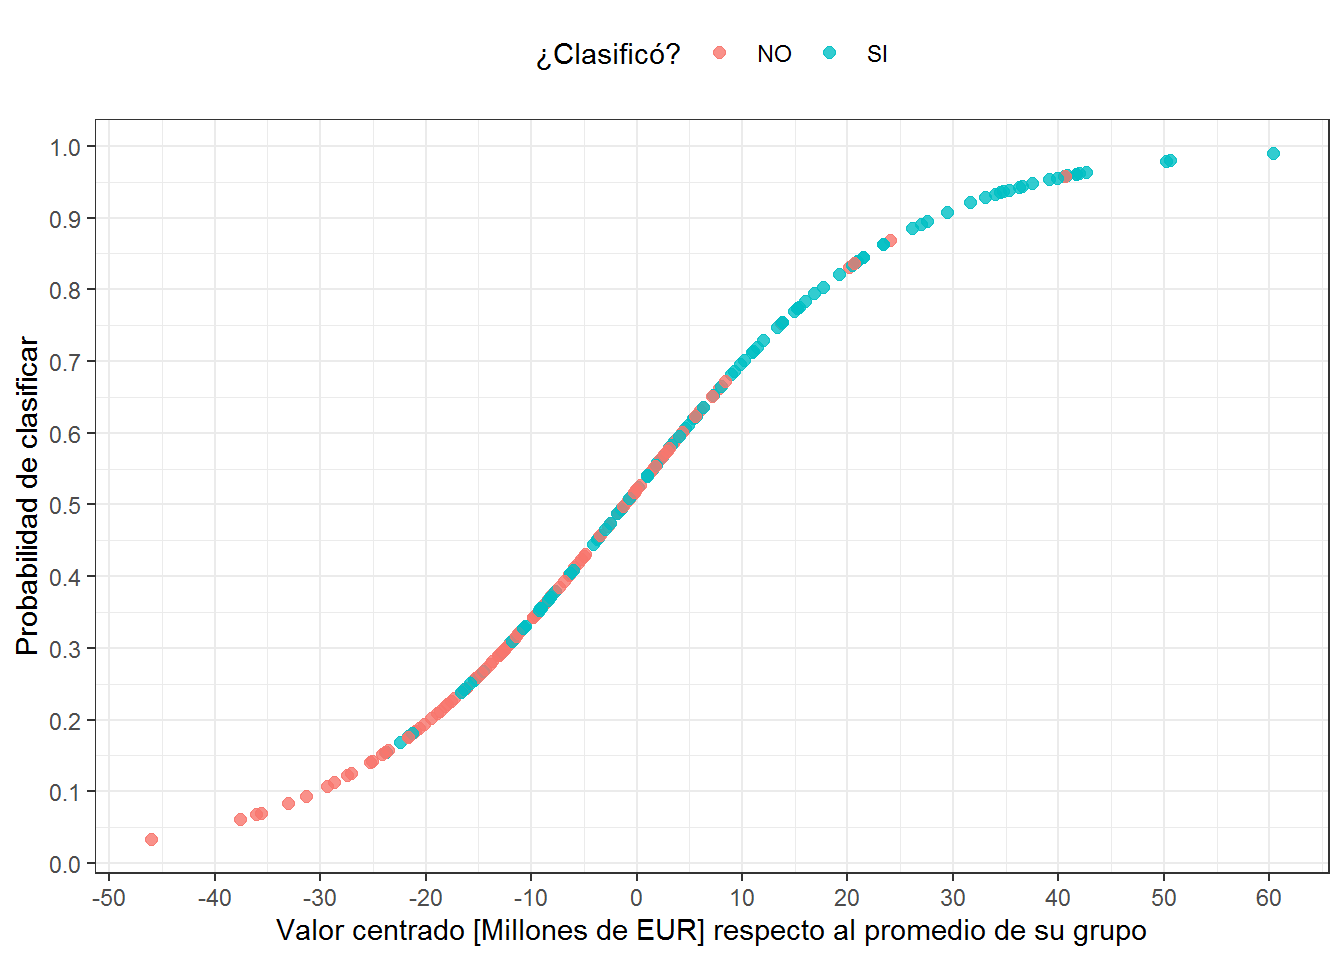 ¿Clasificó? NO SI
Probabilidad de clasificar
1.0
0.9
0.8
0.7
0.6
0.5
0.4
0.3
0.2
0.1
0.0
-50 -40 -30 -20 -10 0 10 20 30 40 50 60
Valor centrado [Millones de EUR] respecto al promedio de su grupo